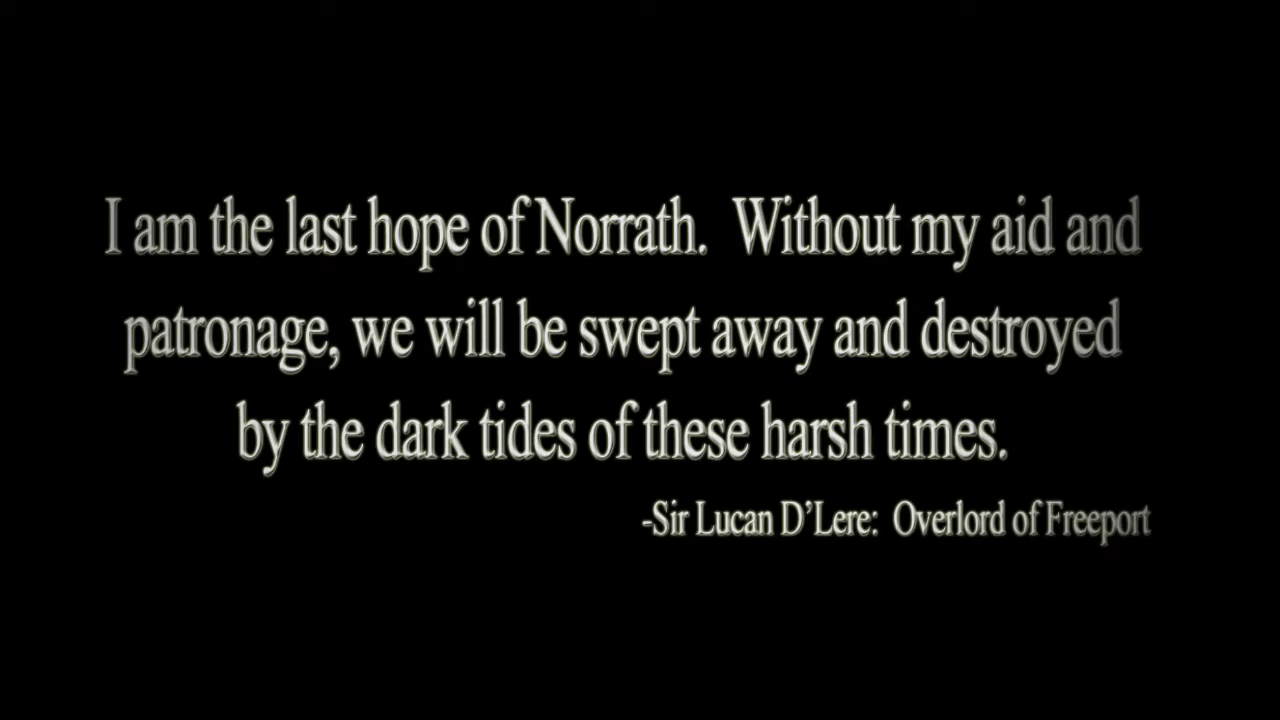 I am the last hope of Norrath.  Without my aid and
patronage, we will be swept away and destroyed
by the dark tides of these harsh times.
-Sir Lucan D’Lere:  Overlord of Freeport